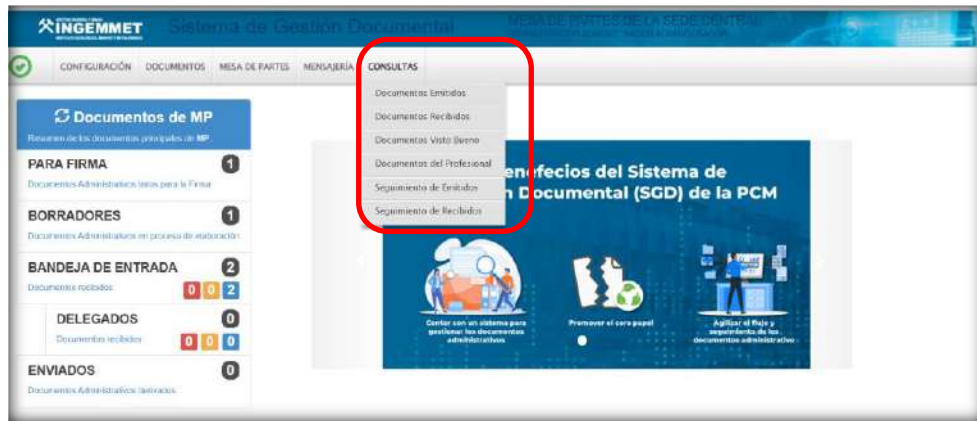 INGEMMET
Sistema de Gestión Documental
MESA DE PARTES DE LA SEDE CENTRAL
CONFIGURACIÓN DOCUMENTOS MESA DE PARTES MENSAJERÍA CONSULTAS
Documentos Emitidos
Documentos Recibidos
Documentos Visto Bueno
Documentos del Profesional
Seguimiento de Emitidos
Seguimiento de Recibidos
Documentos de MP
Resumen de los documentos principales de MP.
PARA FIRMA 1
Documentos Administrativos listos para la Firma
BORRADORES 1
Documentos Administrativos en proceso de elaboración.
BANDEJA DE ENTRADA 2
Documentos recibidos 0 0 2
DELEGADOS 0
Documentos recibidos 0 0 0
ENVIADOS 0
Documentos Administrativos
enefecios del Sistema de
n Documental (SGD) de la PCM
Contar con un sistema para
gestionar los documentos
administrativos
Promover el cero papel
Agilizar el flujo y
seguimiento de los
documentos administrativo